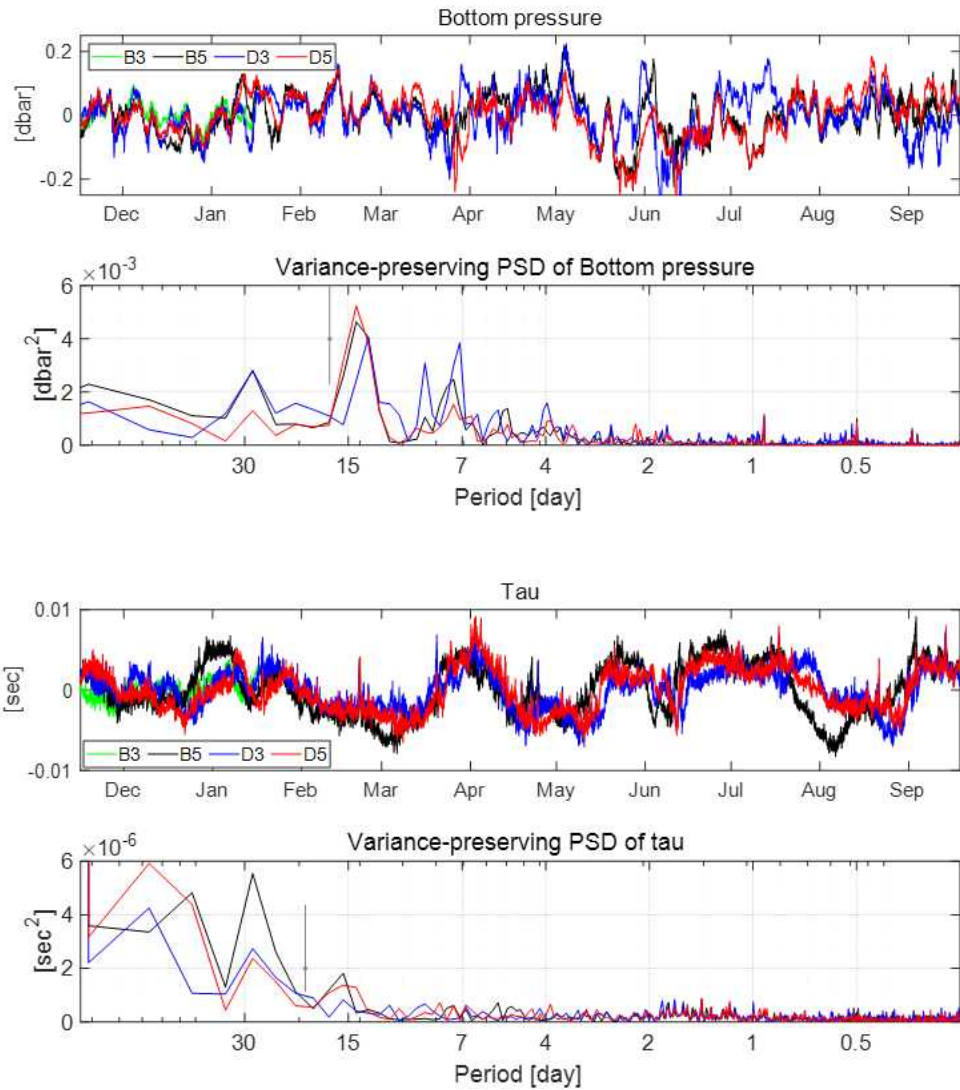 Bottom pressure
B3 B5 D3 D5
0.2
0
-0.2
[dbar]
Dec Jan Feb Mar Apr May Jun Jul Aug Sep
Variance-preserving PSD of Bottom pressure
×10⁻³
6
4
2
0
[dbar²]
30 15 7 4 2 1 0.5
Period [day]
Tau
0.01
0
-0.01
[sec]
B3 B5 D3 D5
Dec Jan Feb Mar Apr May Jun Jul Aug Sep
Variance-preserving PSD of tau
×10⁻⁶
6
4
2
0
[sec²]
30 15 7 4 2 1 0.5
Period [day]